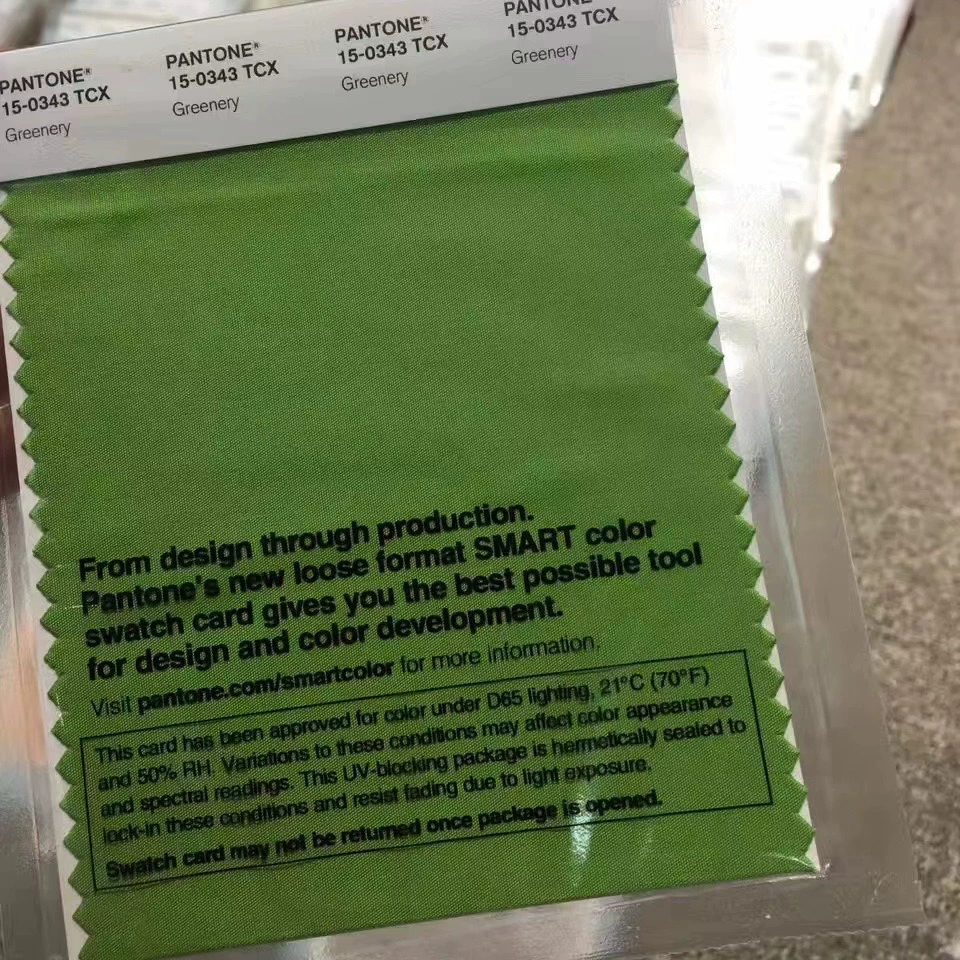 PANTONE®
15-0343 TCX
Greenery
PANTONE®
15-0343 TCX
Greenery
PANTONE®
15-0343 TCX
Greenery
PANTONE®
15-0343 TCX
Greenery
From design through production.
Pantone's new loose format SMART color
swatch card gives you the best possible tool
for design and color development.
Visit pantone.com/smartcolor for more information.
This card has been approved for color under D65 lighting, 21°C (70°F)
and 50% RH. Variations to these conditions may affect color appearance
and spectral readings. This UV-blocking package is hermetically sealed to
lock-in these conditions and resist fading due to light exposure.
Swatch card may not be returned once package is opened.